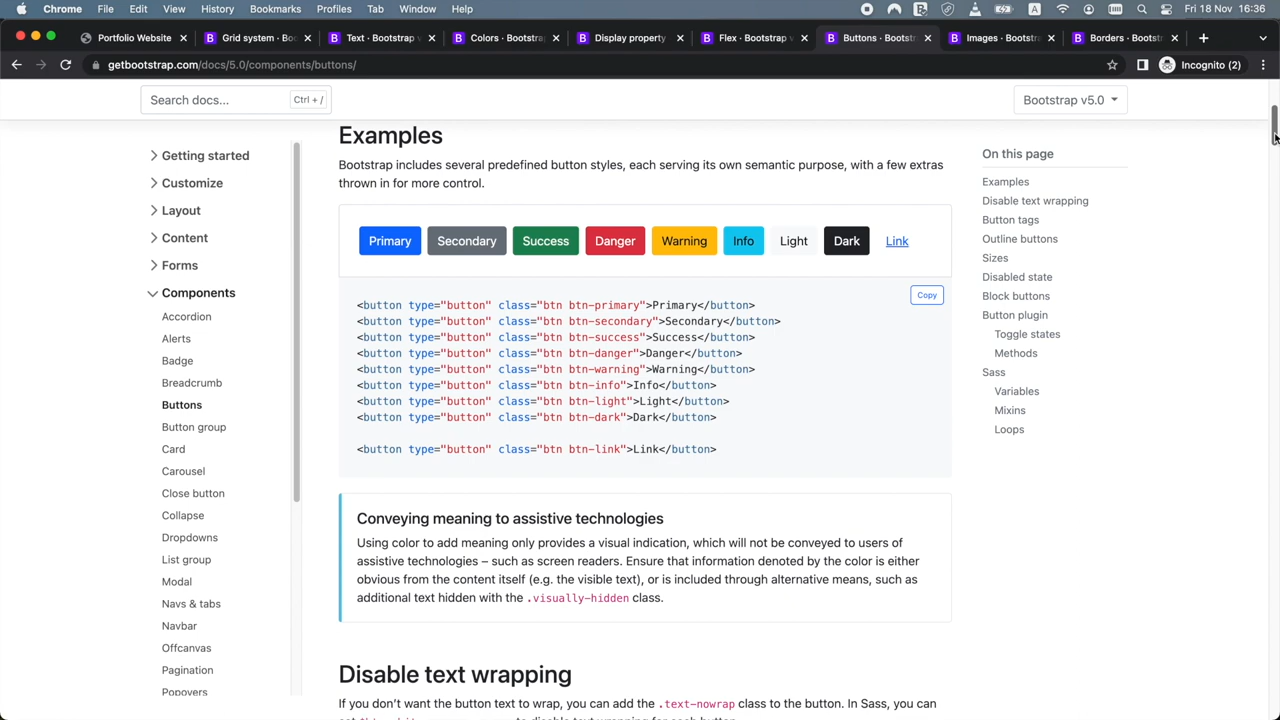 Chrome File Edit View History Bookmarks Profiles Tab Window Help A Fri 18 Nov 16:36
Portfolio Website B Grid system · Bo B Text · Bootstrap v B Colors · Bootstrap B Display property B Flex · Bootstrap v B Buttons · Bootst B Images · Bootstr B Borders · Bootst
getbootstrap.com/docs/5.0/components/buttons/ Incognito (2)
Search docs... Ctrl + / Bootstrap v5.0
Getting started
Customize
Layout
Content
Forms
Components
Accordion
Alerts
Badge
Breadcrumb
Buttons
Button group
Card
Carousel
Close button
Collapse
Dropdowns
List group
Modal
Navs & tabs
Navbar
Offcanvas
Pagination
Popovers
Examples
Bootstrap includes several predefined button styles, each serving its own semantic purpose, with a few extras
thrown in for more control.
Primary Secondary Success Danger Warning Info Light Dark Link
Copy
<button type="button" class="btn btn-primary">Primary</button>
<button type="button" class="btn btn-secondary">Secondary</button>
<button type="button" class="btn btn-success">Success</button>
<button type="button" class="btn btn-danger">Danger</button>
<button type="button" class="btn btn-warning">Warning</button>
<button type="button" class="btn btn-info">Info</button>
<button type="button" class="btn btn-light">Light</button>
<button type="button" class="btn btn-dark">Dark</button>
<button type="button" class="btn btn-link">Link</button>
Conveying meaning to assistive technologies
Using color to add meaning only provides a visual indication, which will not be conveyed to users of
assistive technologies – such as screen readers. Ensure that information denoted by the color is either
obvious from the content itself (e.g. the visible text), or is included through alternative means, such as
additional text hidden with the .visually-hidden class.
Disable text wrapping
If you don't want the button text to wrap, you can add the .text-nowrap class to the button. In Sass, you can
to disable text wrapping for each button.
On this page
Examples
Disable text wrapping
Button tags
Outline buttons
Sizes
Disabled state
Block buttons
Button plugin
Toggle states
Methods
Sass
Variables
Mixins
Loops